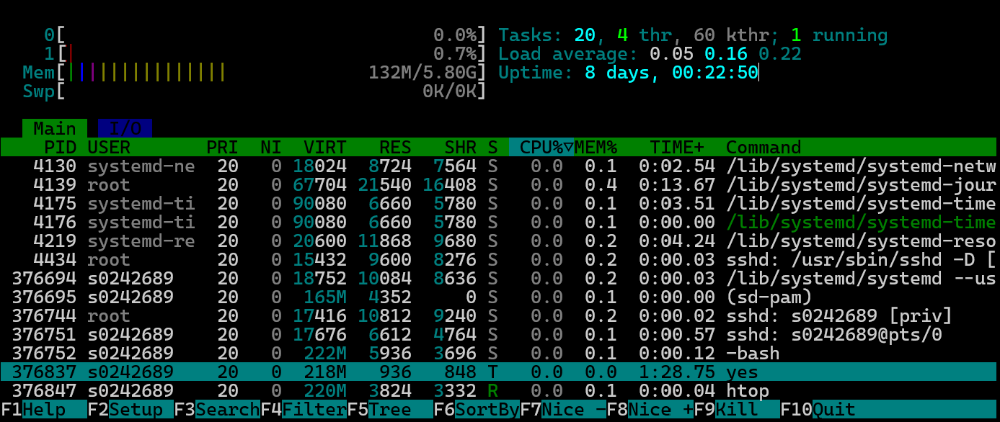 0[ 0.0%] Tasks: 20, 4 thr, 60 kthr; 1 running
1[| 0.7%] Load average: 0.05 0.16 0.22
Mem[||||||||||||||| 132M/5.80G] Uptime: 8 days, 00:22:50
Swp[ 0K/0K]
Main I/O
PID USER PRI NI VIRT RES SHR S CPU%▽MEM% TIME+ Command
4130 systemd-ne 20 0 18024 8724 7564 S 0.0 0.1 0:02.54 /lib/systemd/systemd-netw
4139 root 20 0 67704 21540 16408 S 0.0 0.4 0:13.67 /lib/systemd/systemd-jour
4175 systemd-ti 20 0 90080 6660 5780 S 0.0 0.1 0:03.51 /lib/systemd/systemd-time
4176 systemd-ti 20 0 90080 6660 5780 S 0.0 0.1 0:00.00 /lib/systemd/systemd-time
4219 systemd-re 20 0 20600 11868 9680 S 0.0 0.2 0:04.24 /lib/systemd/systemd-reso
4434 root 20 0 15432 9600 8276 S 0.0 0.2 0:00.03 sshd: /usr/sbin/sshd -D [
376694 s0242689 20 0 18752 10084 8636 S 0.0 0.2 0:00.03 /lib/systemd/systemd --us
376695 s0242689 20 0 165M 4352 0 S 0.0 0.1 0:00.00 (sd-pam)
376744 root 20 0 17416 10812 9240 S 0.0 0.2 0:00.02 sshd: s0242689 [priv]
376751 s0242689 20 0 17676 6612 4764 S 0.0 0.1 0:00.57 sshd: s0242689@pts/0
376752 s0242689 20 0 222M 5936 3696 S 0.0 0.1 0:00.12 -bash
376837 s0242689 20 0 218M 936 848 T 0.0 0.0 1:28.75 yes
376847 s0242689 20 0 220M 3824 3332 R 0.0 0.1 0:00.04 htop
F1Help F2Setup F3SearchF4FilterF5Tree F6SortByF7Nice -F8Nice +F9Kill F10Quit